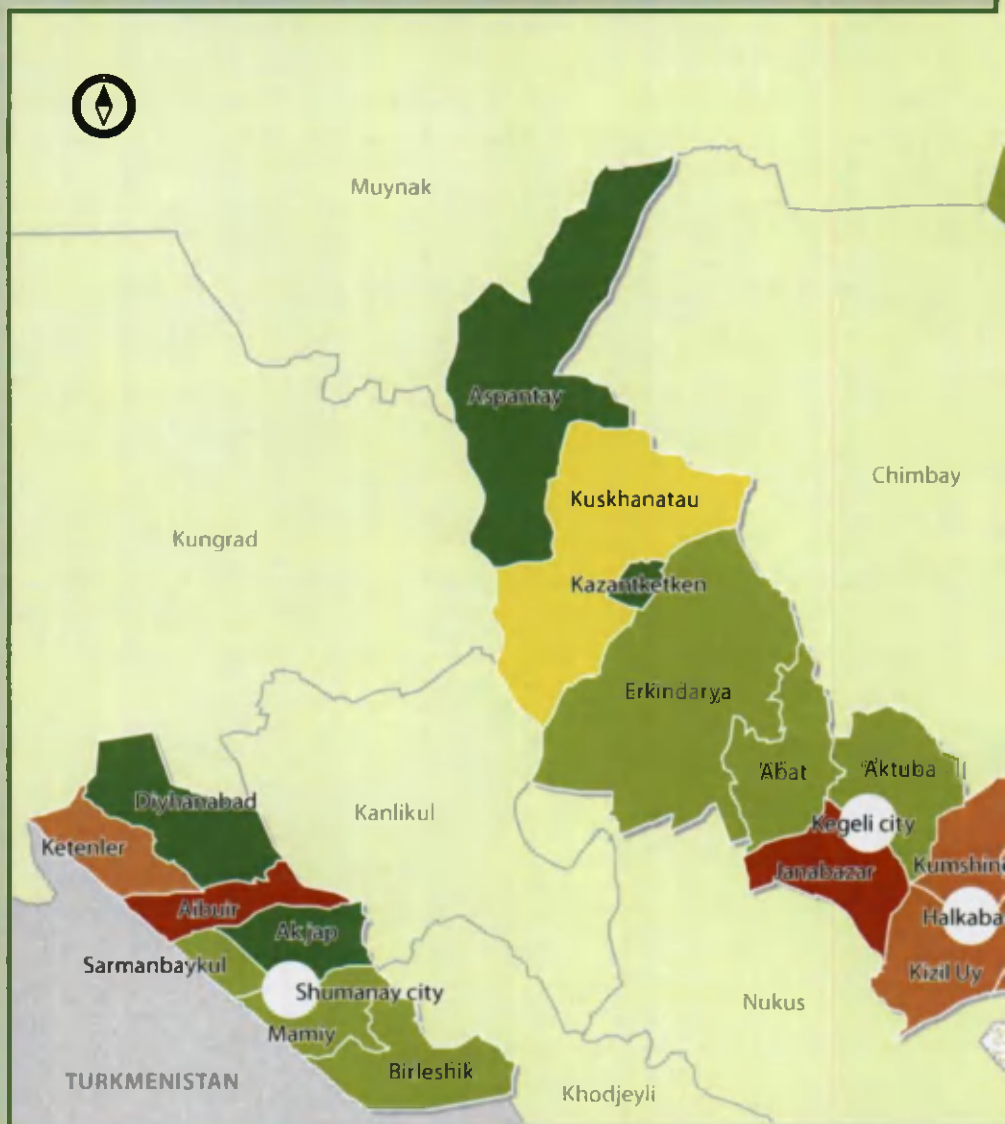 Muynak
Aspantay
Chimbay
Kuskhanatau
Kungrad
Kazantketken
Erkindarya
Abat
Aktuba
Diyhanabad
Kanlikul
Kegeli city
Ketenler
Janabazar
Aibuir
Halkaba
Akjap
Sarmanbaykul
Kizil Uy
Shumanay city
Nukus
Mamiy
Birleshik
TURKMENISTAN
Khodjeyli